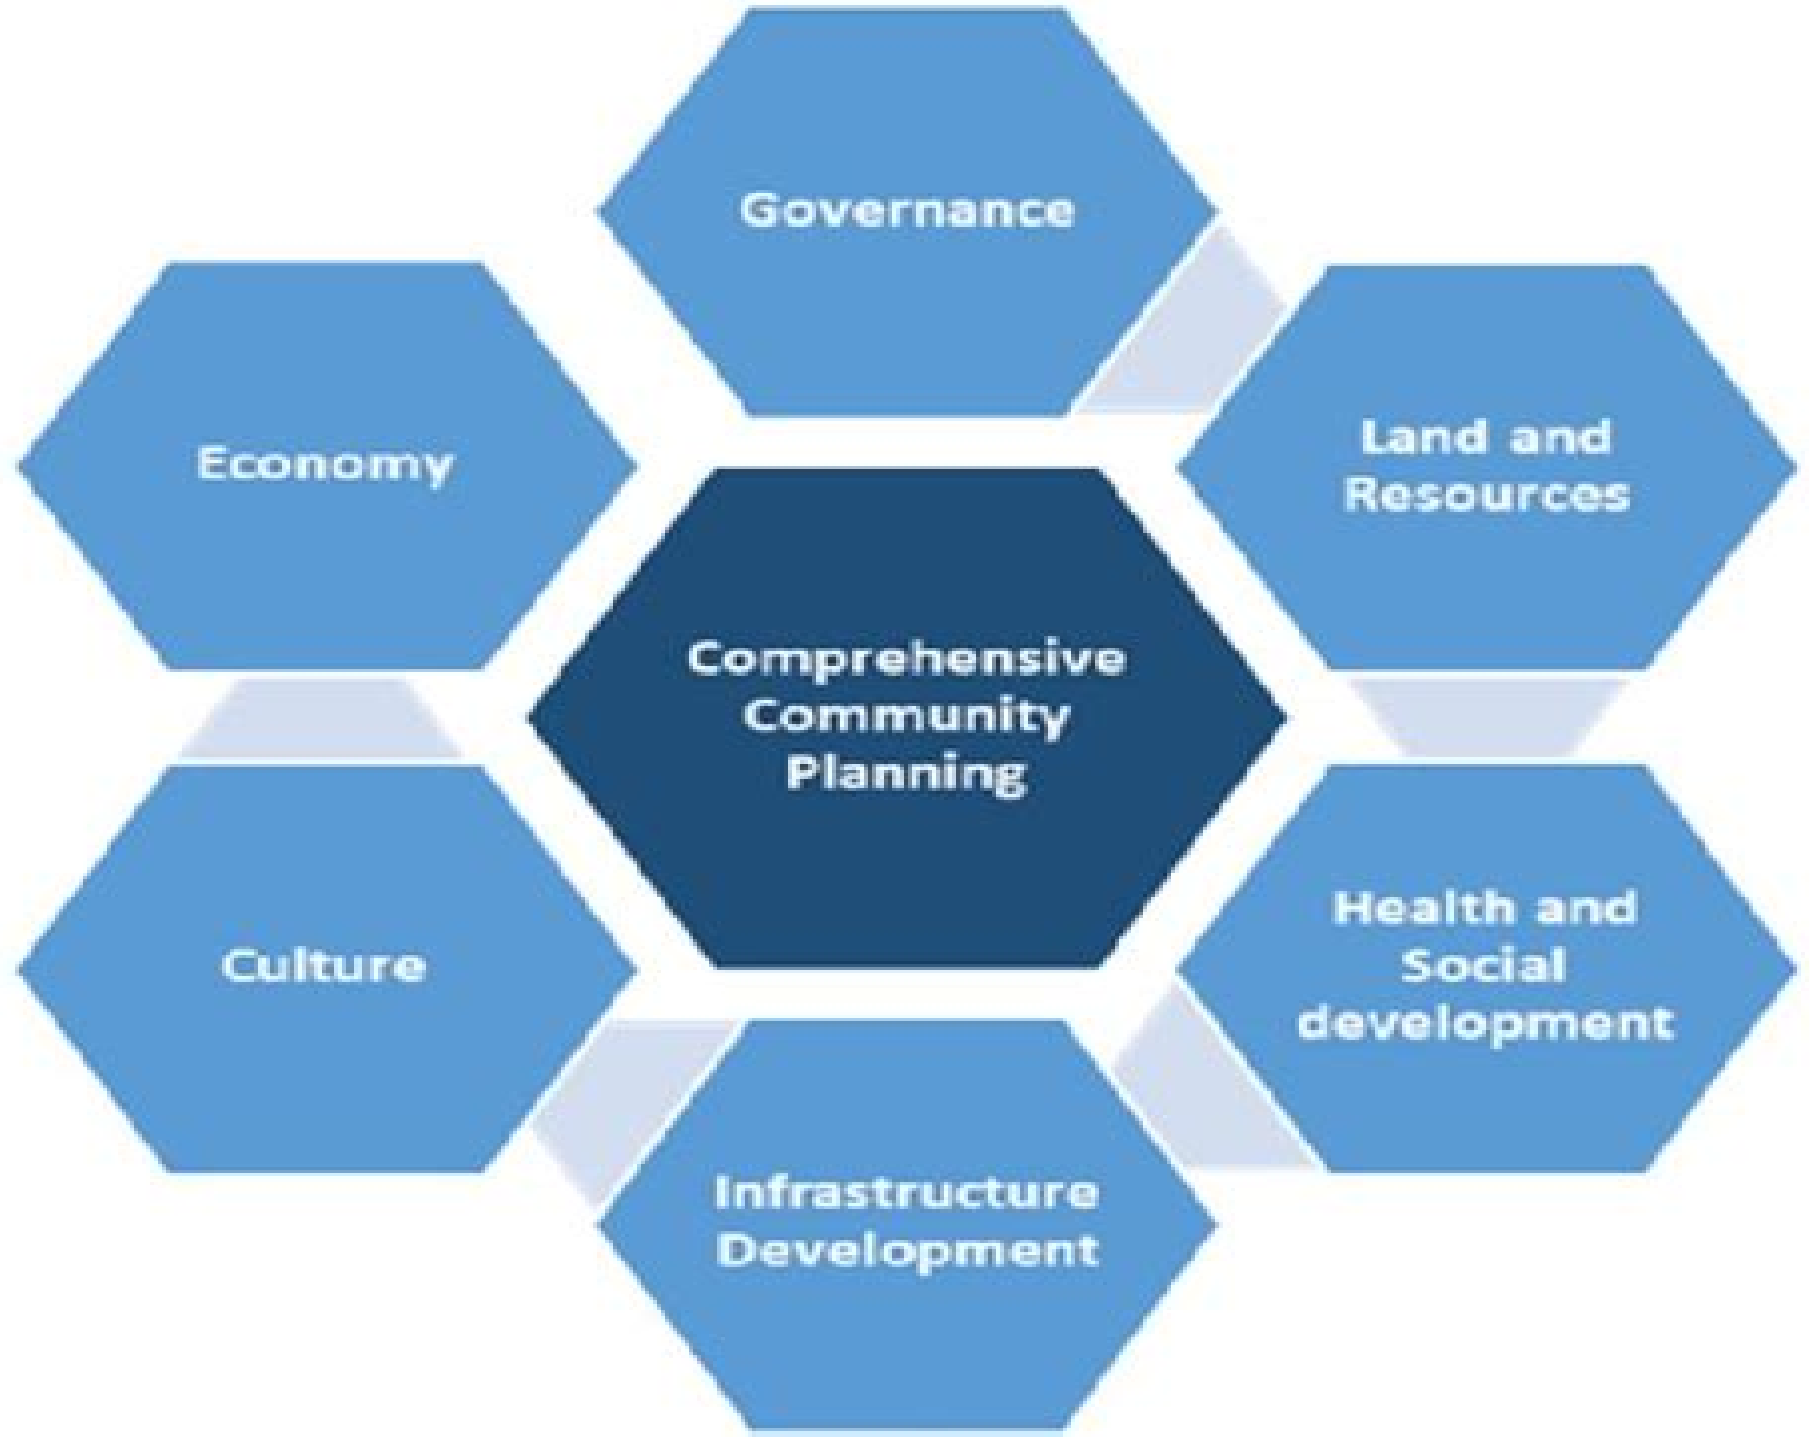 Governance
Land and
Resources
Health and
Social
development
Infrastructure
Development
Culture
Economy
Comprehensive
Community
Planning